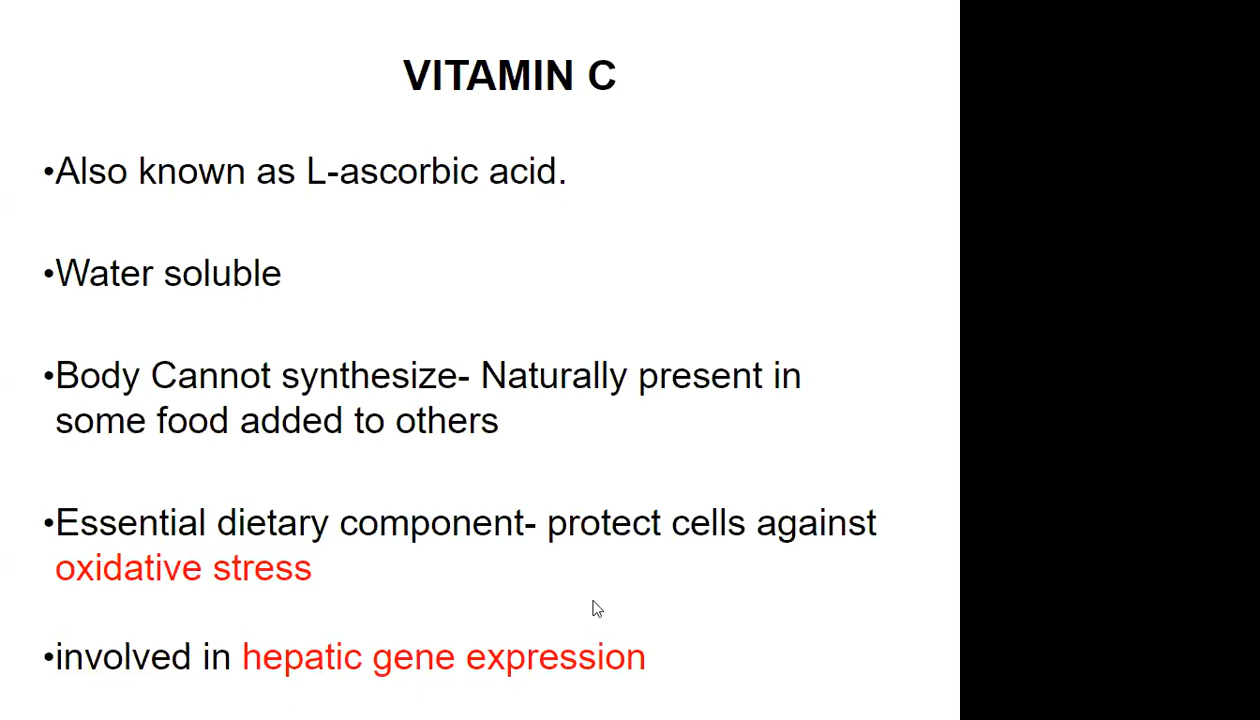 VITAMIN C
•Also known as L-ascorbic acid.
•Water soluble
•Body Cannot synthesize- Naturally present in
some food added to others
•Essential dietary component- protect cells against
oxidative stress
•involved in hepatic gene expression